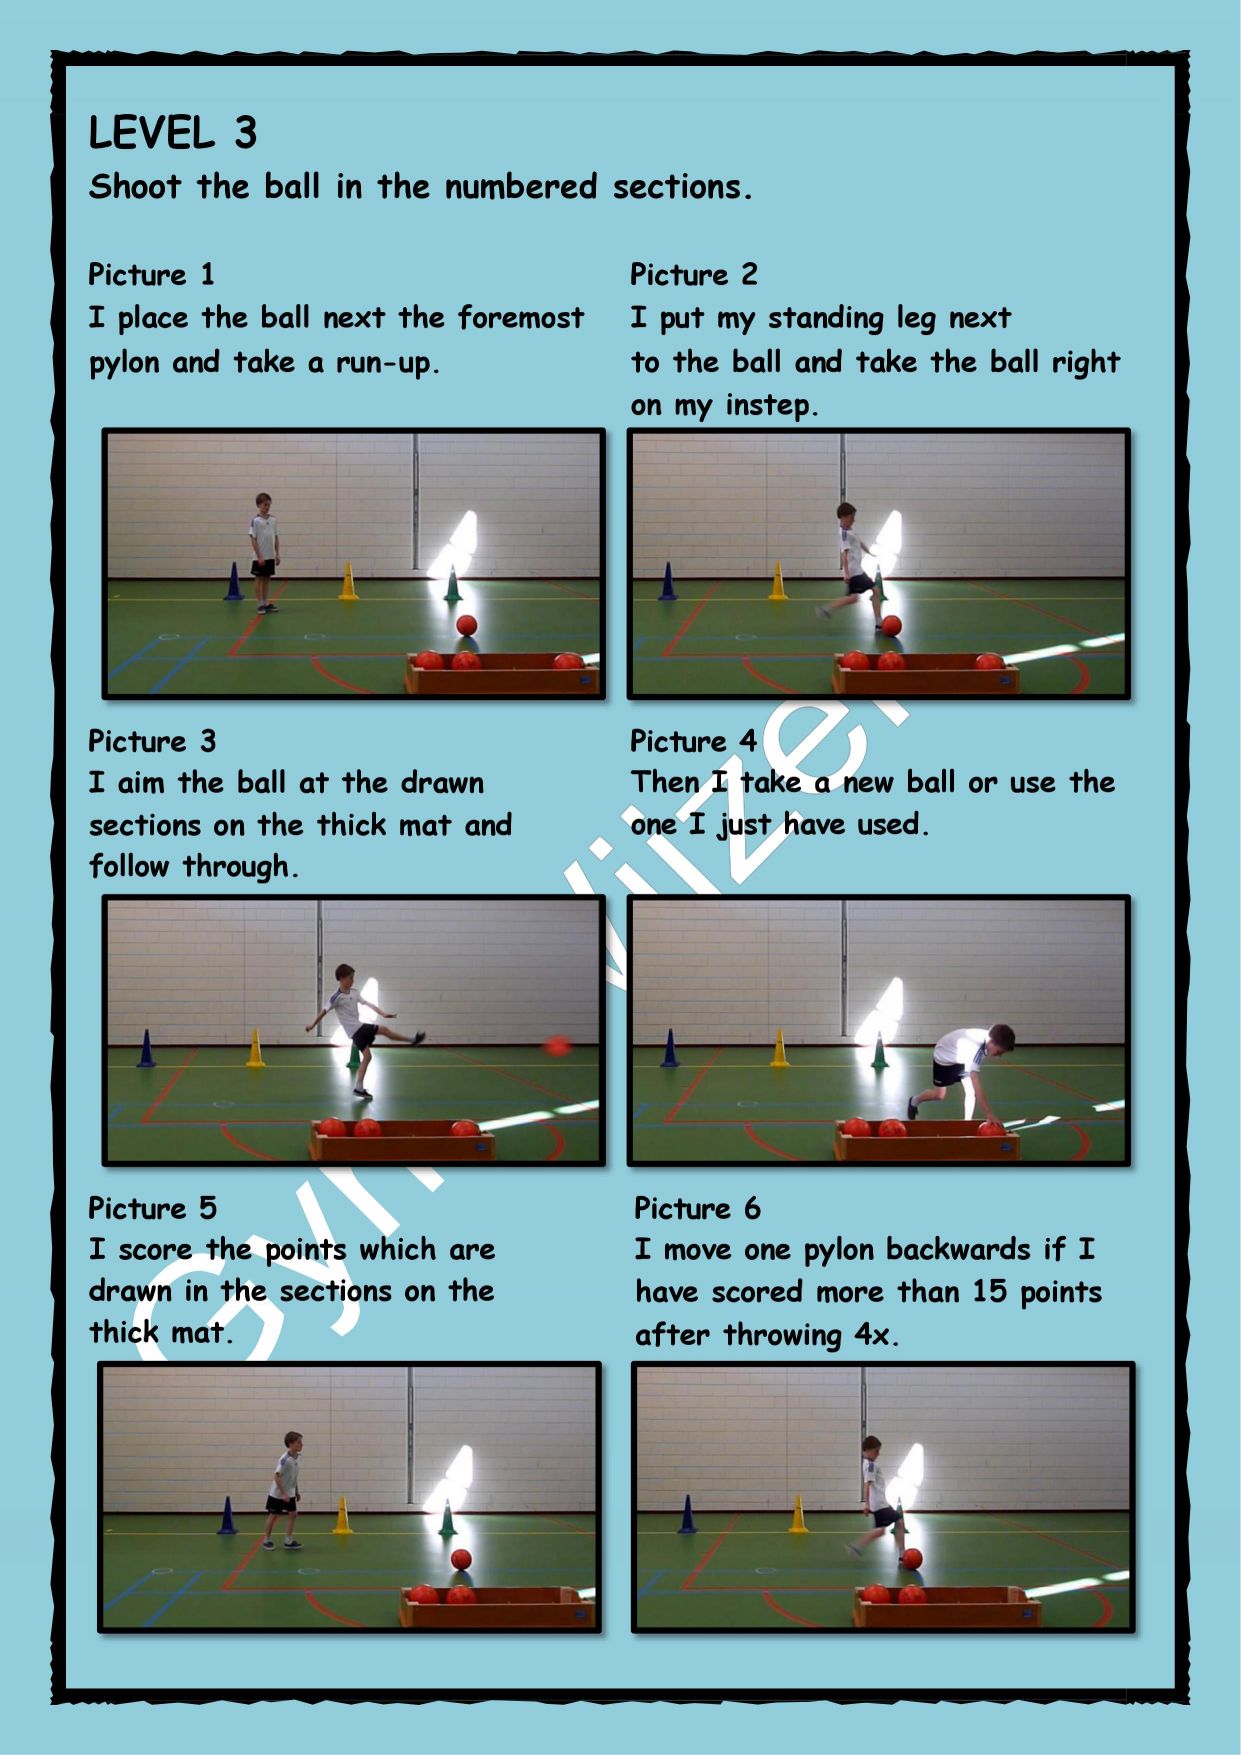 LEVEL 3
Shoot the ball in the numbered sections.
Picture 1
I place the ball next the foremost
pylon and take a run-up.
Picture 2
I put my standing leg next
to the ball and take the ball right
on my instep.
Picture 3
I aim the ball at the drawn
sections on the thick mat and
follow through.
Picture 4
Then I take a new ball or use the
one I just have used.
Picture 5
I score the points which are
drawn in the sections on the
thick mat.
Picture 6
I move one pylon backwards if I
have scored more than 15 points
after throwing 4x.